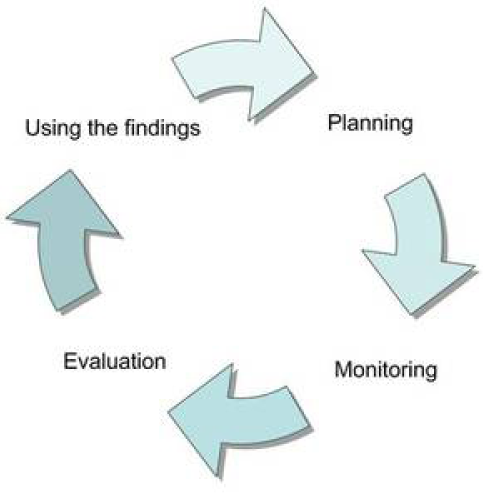 Using the findings
Planning
Evaluation
Monitoring